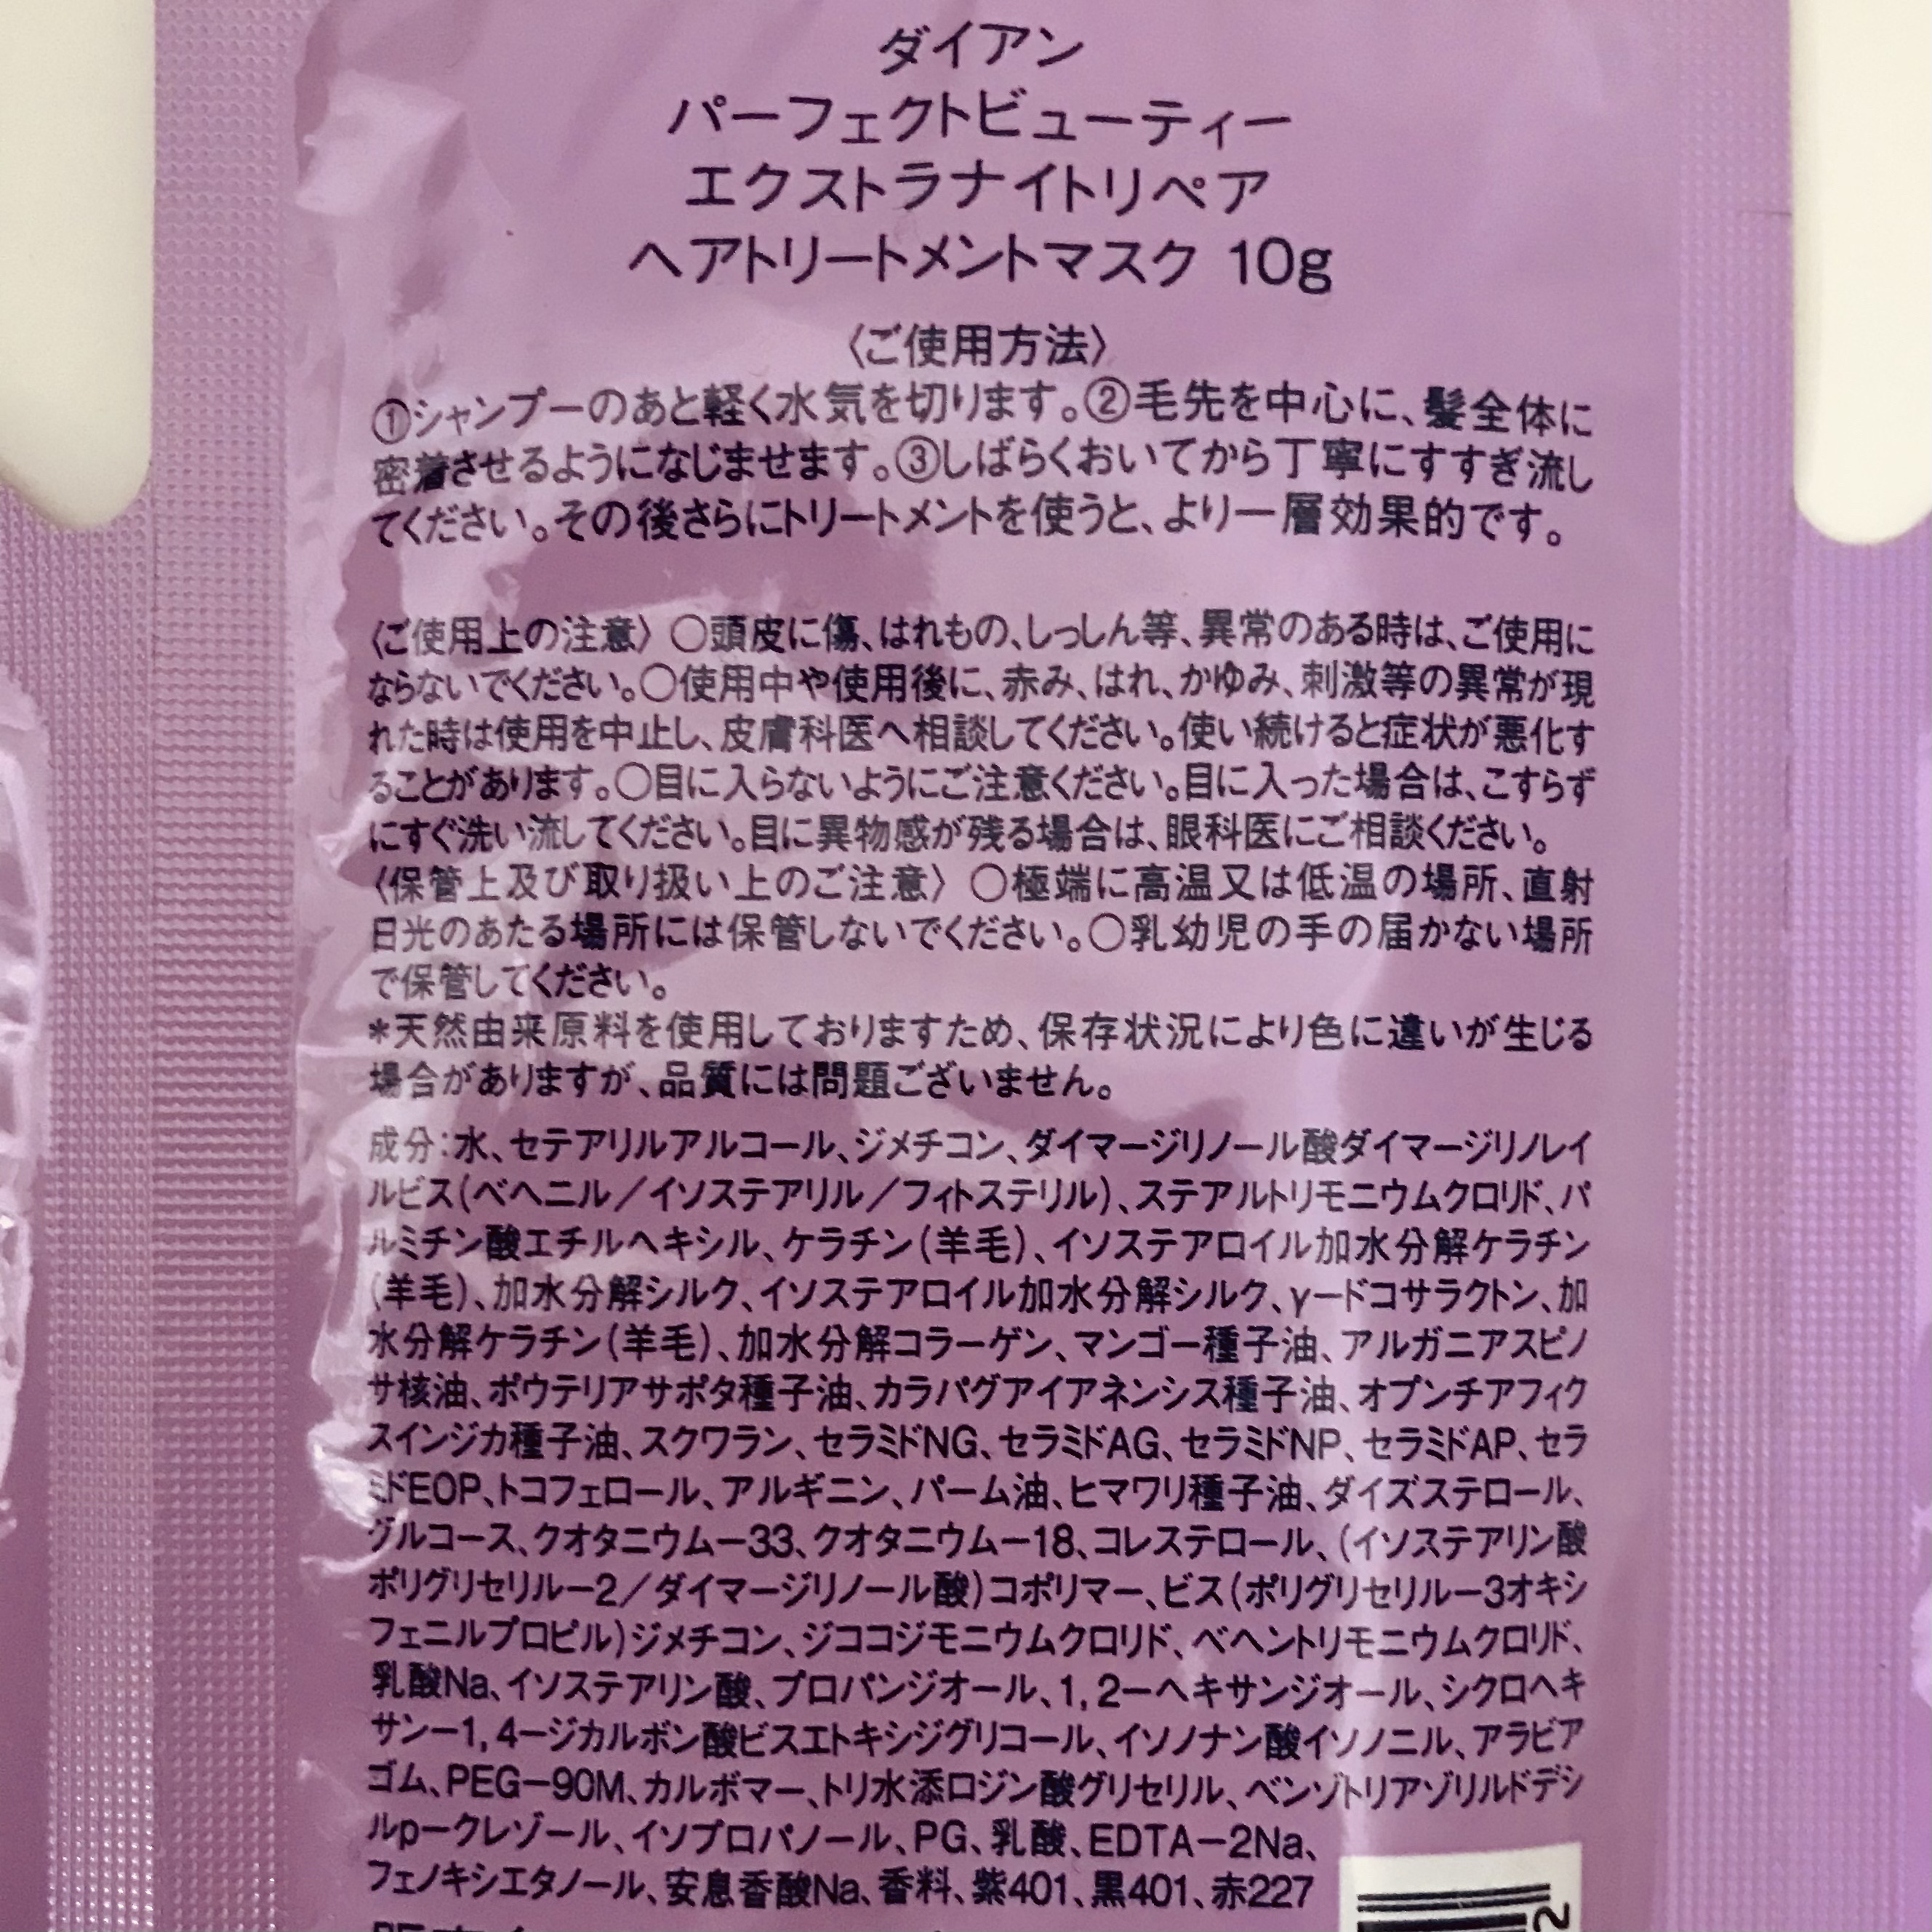 ダイアン
パーフェクトビューティー
エクストラナイトリペア
ヘアトリートメントマスク 10g
〈ご使用方法〉
①シャンプーのあと軽く水気を切ります。②毛先を中心に、髪全体に
密着させるようになじませます。③しばらくおいてから丁寧にすすぎ流し
てください。その後さらにトリートメントを使うと、より一層効果的です。
〈ご使用上の注意〉○頭皮に傷、はれもの、しっしん等、異常のある時は、ご使用に
ならないでください。○使用中や使用後に、赤み、はれ、かゆみ、刺激等の異常が現
れた時は使用を中止し、皮膚科医へ相談してください。使い続けると症状が悪化す
ることがあります。○目に入らないようにご注意ください。目に入った場合は、こすらず
にすぐ洗い流してください。目に異物感が残る場合は、眼科医にご相談ください。
〈保管上及び取り扱い上のご注意〉○極端に高温又は低温の場所、直射
日光のあたる場所には保管しないでください。○乳幼児の手の届かない場所
で保管してください。
*天然由来原料を使用しておりますため、保存状況により色に違いが生じる
場合がありますが、品質には問題ございません。
成分:水、セテアリルアルコール、ジメチコン、ダイマージリノール酸ダイマージリノレイ
ルビス(ベヘニル/イソステアリル/フィトステリル)、ステアルトリモニウムクロリド、パ
ルミチン酸エチルヘキシル、ケラチン(羊毛)、イソステアロイル加水分解ケラチン
(羊毛)、加水分解シルク、イソステアロイル加水分解シルク、γードコサラクトン、加
水分解ケラチン(羊毛)、加水分解コラーゲン、マンゴー種子油、アルガニアスピノ
サ核油、ポウテリアサポタ種子油、カラパグアイアネンシス種子油、オプンチアフィク
スインジカ種子油、スクワラン、セラミドNG、セラミドAG、セラミドNP、セラミドAP、セラ
ミドEOP、トコフェロール、アルギニン、パーム油、ヒマワリ種子油、ダイズステロール、
グルコース、クオタニウムー33、クオタニウムー18、コレステロール、(イソステアリン酸
ポリグリセリルー2/ダイマージリノール酸)コポリマー、ビス(ポリグリセリルー3オキシ
フェニルプロピル)ジメチコン、ジココジモニウムクロリド、ベヘントリモニウムクロリド、
乳酸Na、イソステアリン酸、プロパンジオール、1,2ーヘキサンジオール、シクロヘキ
サンー1,4ージカルボン酸ビスエトキシジグリコール、イソノナン酸イソノニル、アラビア
ゴム、PEGー90M、カルボマー、トリ水添ロジン酸グリセリル、ベンゾトリアゾリルドデシ
ルpークレゾール、イソプロパノール、PG、乳酸、EDTAー2Na、
フェノキシエタノール、安息香酸Na、香料、紫401、黒401、赤227
2